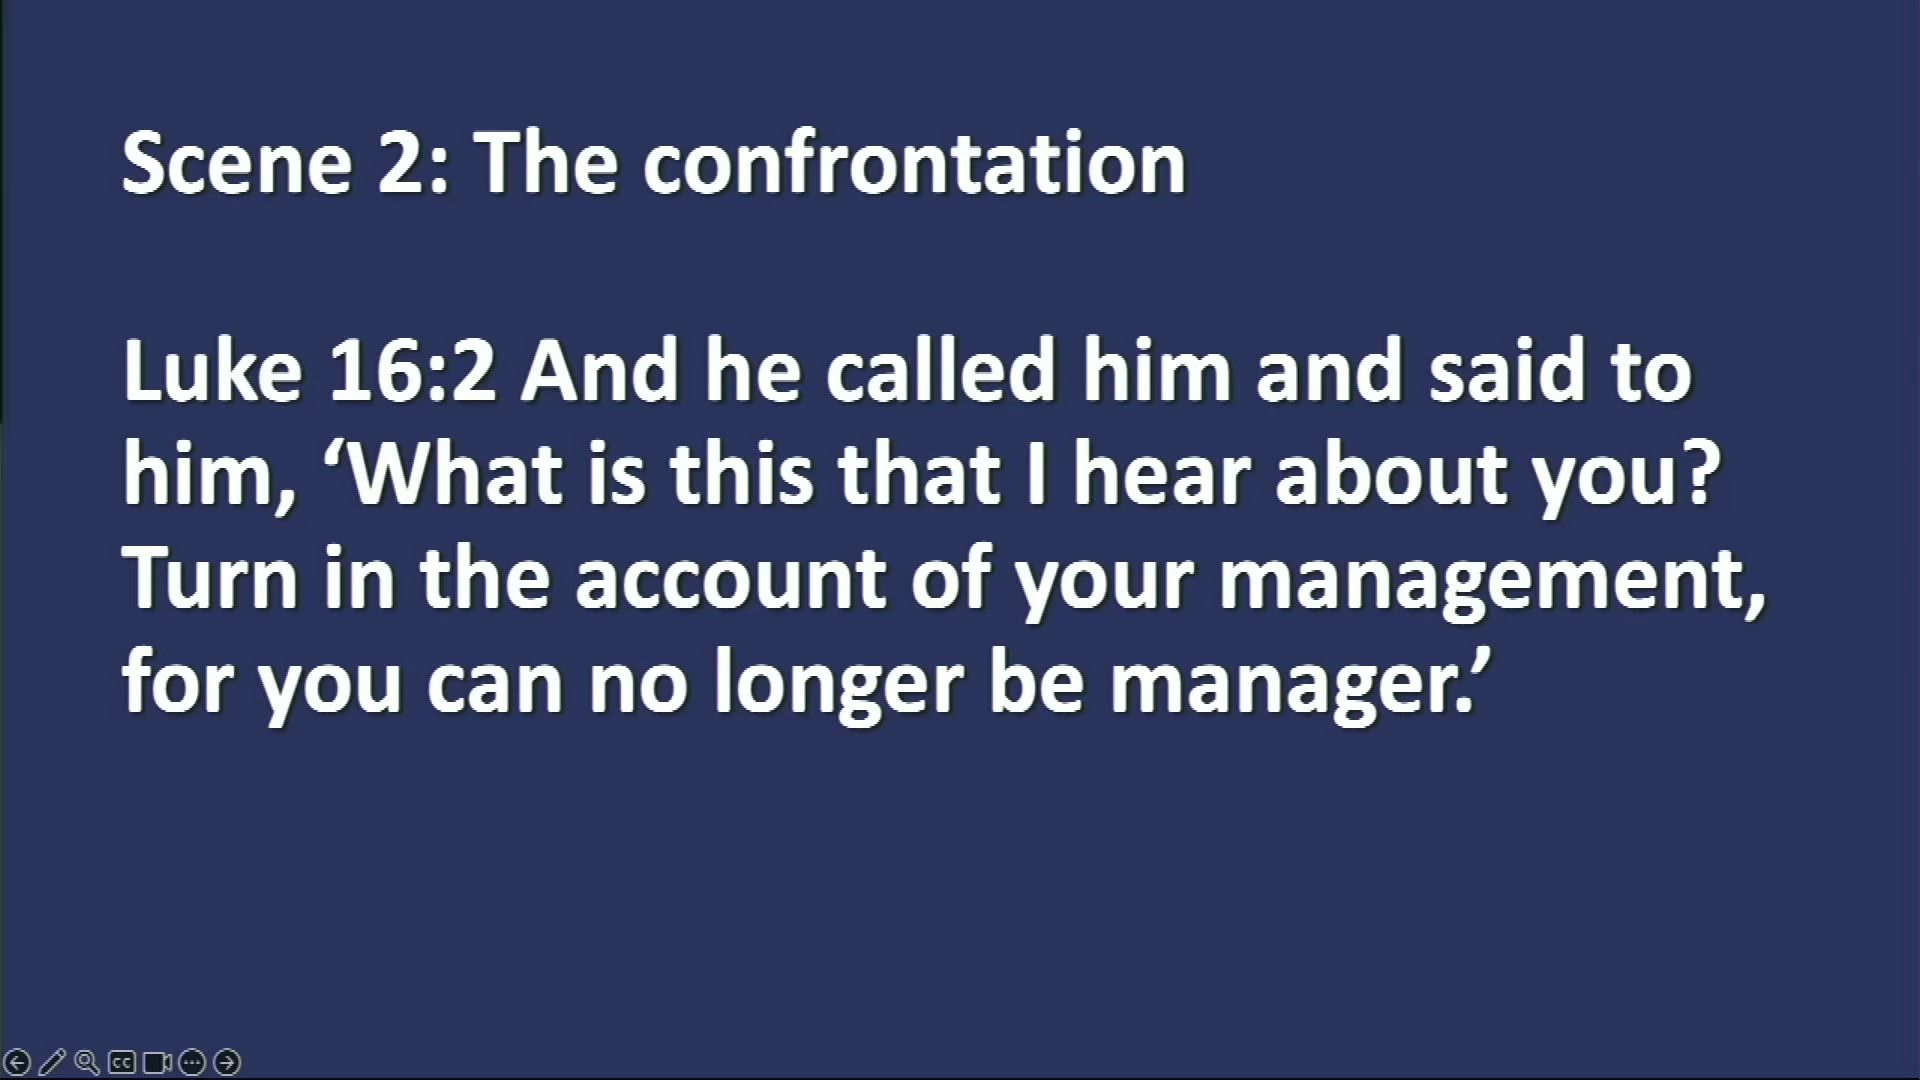 Scene 2: The confrontation
Luke 16:2 And he called him and said to
him, ‘What is this that I hear about you?
Turn in the account of your management,
for you can no longer be manager.’
CC